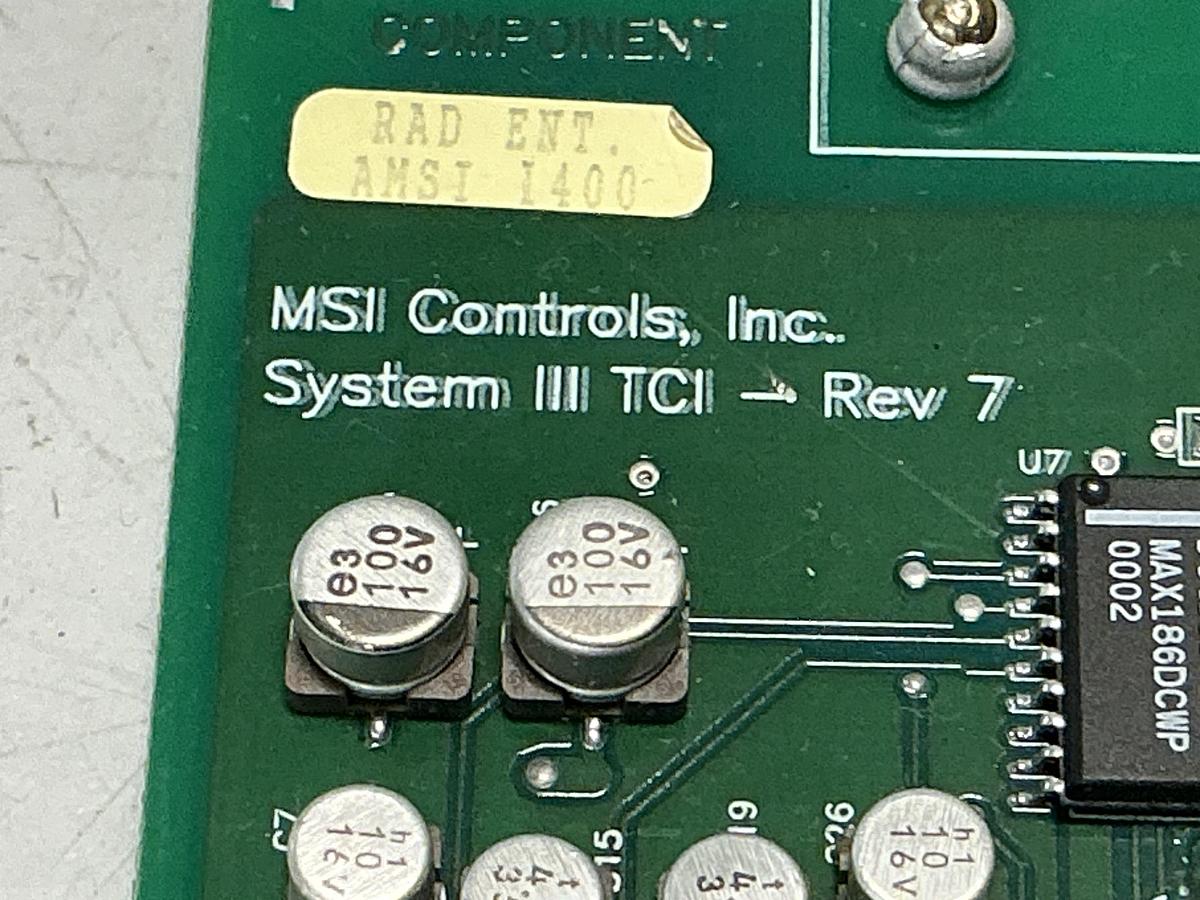 COMPONENT
RAD ENT.
AMSI 1400
MSI Controls, Inc.
System III TCI - Rev 7
U7
e3
100
16V
e3
100
16V
MAX186DCWP
0002
h1
10
16V
h1
10
16V